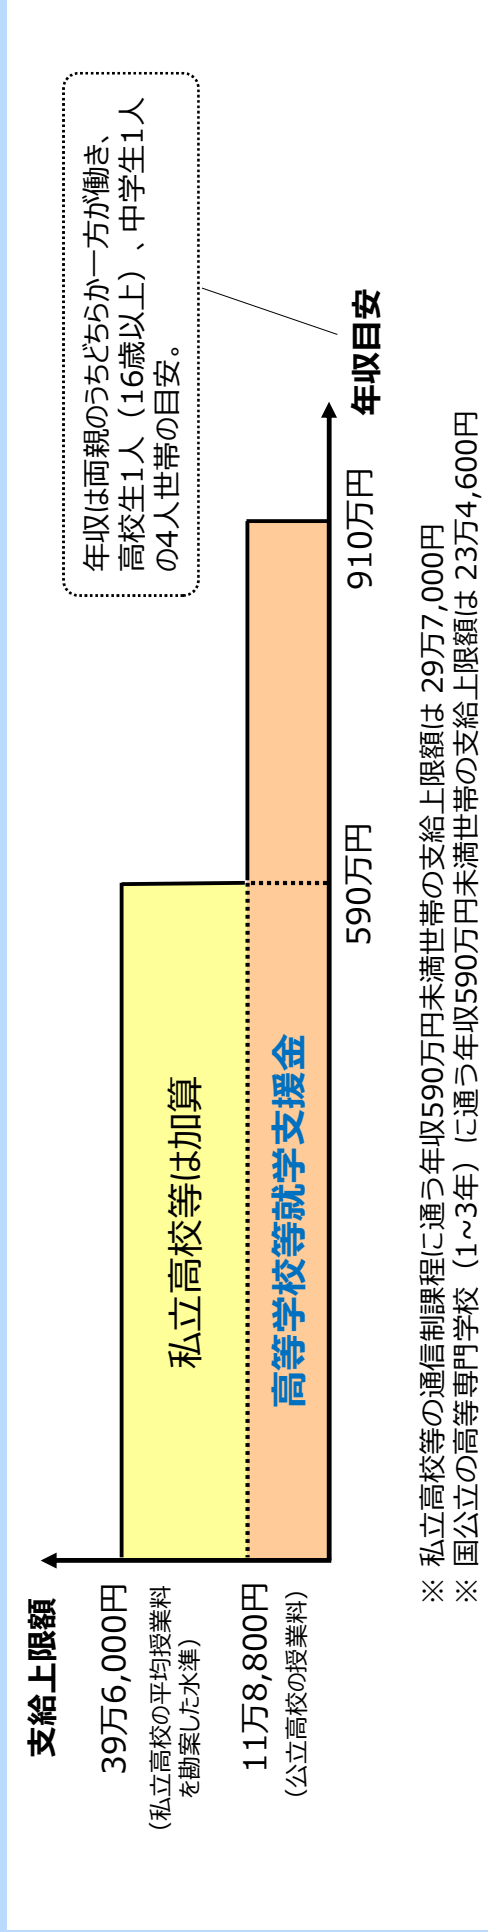 支給上限額
39万6,000円
（私立高校の平均授業料
を勘案した水準）
11万8,800円
（公立高校の授業料）
私立高校等は加算
高等学校等就学支援金
590万円
910万円
年収目安
年収は両親のうちどちらか一方が働き、
高校生1人（16歳以上）、中学生1人
の4人世帯の目安。
※ 私立高校等の通信制課程に通う年収590万円未満世帯の支給上限額は 29万7,000円
※ 国公立の高等専門学校（1~3年）に通う年収590万円未満世帯の支給上限額は 23万4,600円